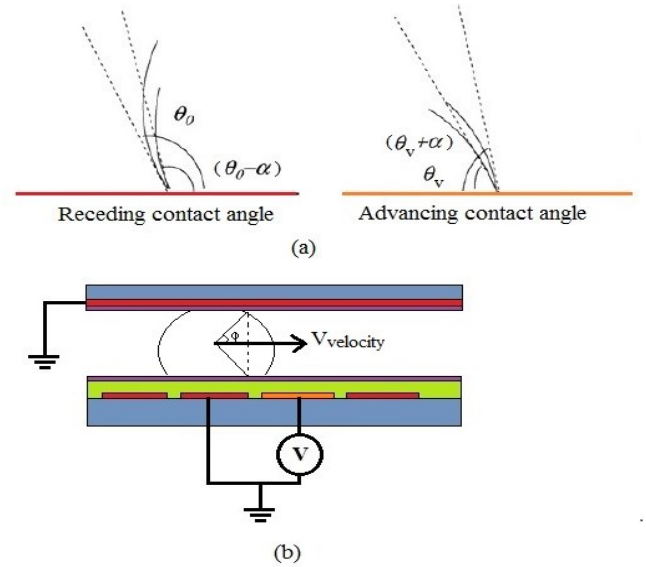 θ₀
(θ₀-α)
Receding contact angle
(θv+α)
θv
Advancing contact angle
(a)
φ
Vvelocity
V
(b)